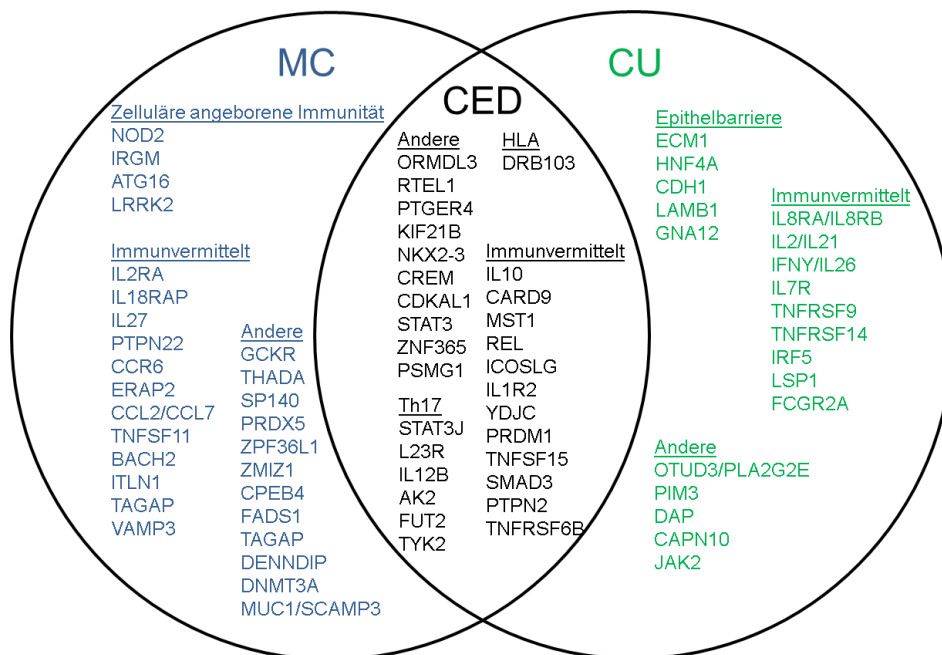 MC
Zelluläre angeborene Immunität
NOD2
IRGM
ATG16
LRRK2
Immunvermittelt
IL2RA
IL18RAP
IL27
PTPN22
CCR6
ERAP2
CCL2/CCL7
TNFSF11
BACH2
ITLN1
TAGAP
VAMP3
Andere
GCKR
THADA
SP140
PRDX5
ZPF36L1
ZMIZ1
CPEB4
FADS1
TAGAP
DENNDIP
DNMT3A
MUC1/SCAMP3
CED
Andere
ORMDL3
RTEL1
PTGER4
KIF21B
NKX2-3
CREM
CDKAL1
STAT3
ZNF365
PSMG1
Th17
STAT3J
L23R
IL12B
AK2
FUT2
TYK2
HLA
DRB103
Immunvermittelt
IL10
CARD9
MST1
REL
ICOSLG
IL1R2
YDJC
PRDM1
TNFSF15
SMAD3
PTPN2
TNFRSF6B
CU
Epithelbarriere
ECM1
HNF4A
CDH1
LAMB1
GNA12
Immunvermittelt
IL8RA/IL8RB
IL2/IL21
IFNY/IL26
IL7R
TNFRSF9
TNFRSF14
IRF5
LSP1
FCGR2A
Andere
OTUD3/PLA2G2E
PIM3
DAP
CAPN10
JAK2